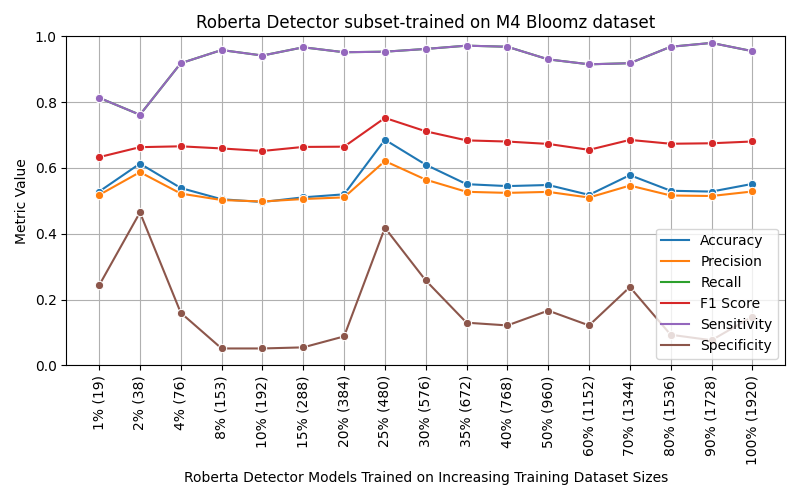 Roberta Detector subset-trained on M4 Bloomz dataset
Metric Value
1.0
0.8
0.6
0.4
0.2
0.0
Accuracy
Precision
Recall
F1 Score
Sensitivity
Specificity
1% (19)
2% (38)
4% (76)
8% (153)
10% (192)
15% (288)
20% (384)
25% (480)
30% (576)
35% (672)
40% (768)
50% (960)
60% (1152)
70% (1344)
80% (1536)
90% (1728)
100% (1920)
Roberta Detector Models Trained on Increasing Training Dataset Sizes